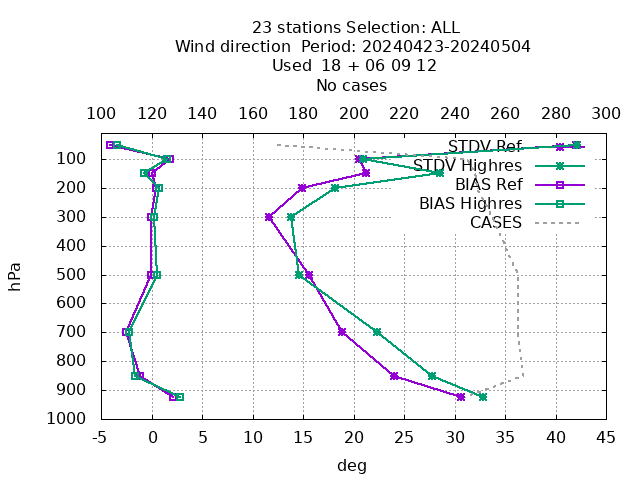 23 stations Selection: ALL
Wind direction  Period: 20240423-20240504
Used  18 + 06 09 12
No cases
100 120 140 160 180 200 220 240 260 280 300
STDV Ref
STDV Highres
BIAS Ref
BIAS Highres
CASES
100
200
300
400
500
600
700
800
900
1000
hPa
-5 0 5 10 15 20 25 30 35 40 45
deg